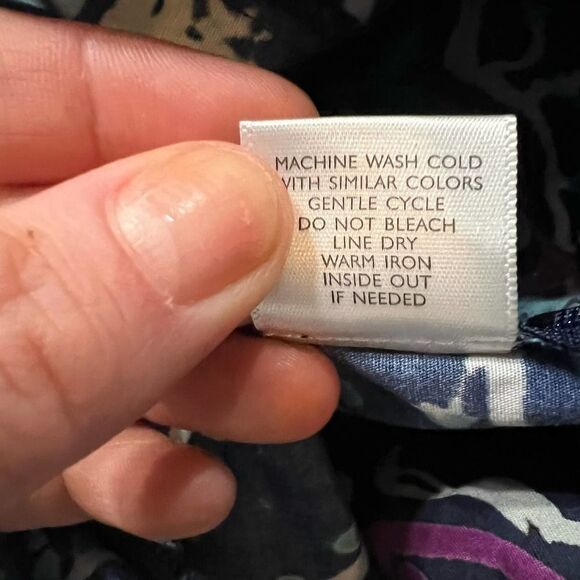 MACHINE WASH COLD
WITH SIMILAR COLORS
GENTLE CYCLE
DO NOT BLEACH
LINE DRY
WARM IRON
INSIDE OUT
IF NEEDED